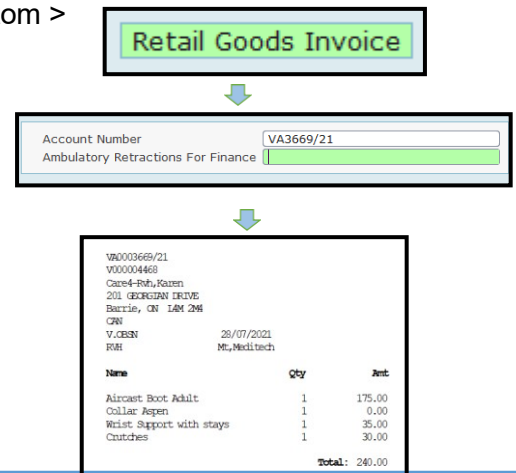 om >
Retail Goods Invoice
Account Number VA3669/21
Ambulatory Retractions For Finance
VA0003669/21
V000004468
Care4-Rvh,Karen
201 GEORGIAN DRIVE
Barrie, ON L4M 2M4
CAN
V.OBSN 28/07/2021
RVH Mt,Meditech
Name Qty Amt
Aircast Boot Adult 1 175.00
Collar Aspen 1 0.00
Wrist Support with stays 1 35.00
Crutches 1 30.00
Total: 240.00